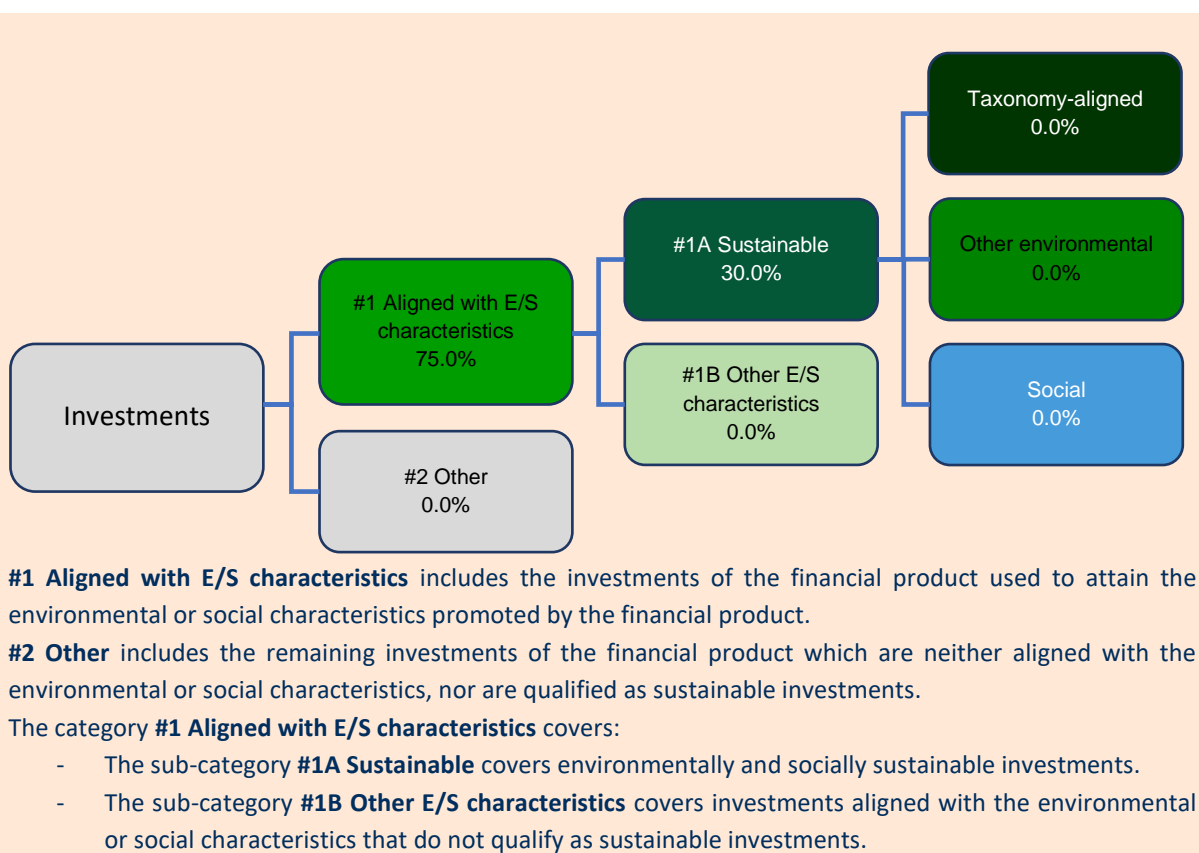 Taxonomy-aligned
0.0%
#1A Sustainable
30.0%
Other environmental
0.0%
#1 Aligned with E/S
characteristics
75.0%
#1B Other E/S
characteristics
0.0%
Social
0.0%
Investments
#2 Other
0.0%
#1 Aligned with E/S characteristics includes the investments of the financial product used to attain the
environmental or social characteristics promoted by the financial product.
#2 Other includes the remaining investments of the financial product which are neither aligned with the
environmental or social characteristics, nor are qualified as sustainable investments.
The category #1 Aligned with E/S characteristics covers:
- The sub-category #1A Sustainable covers environmentally and socially sustainable investments.
- The sub-category #1B Other E/S characteristics covers investments aligned with the environmental
or social characteristics that do not qualify as sustainable investments.